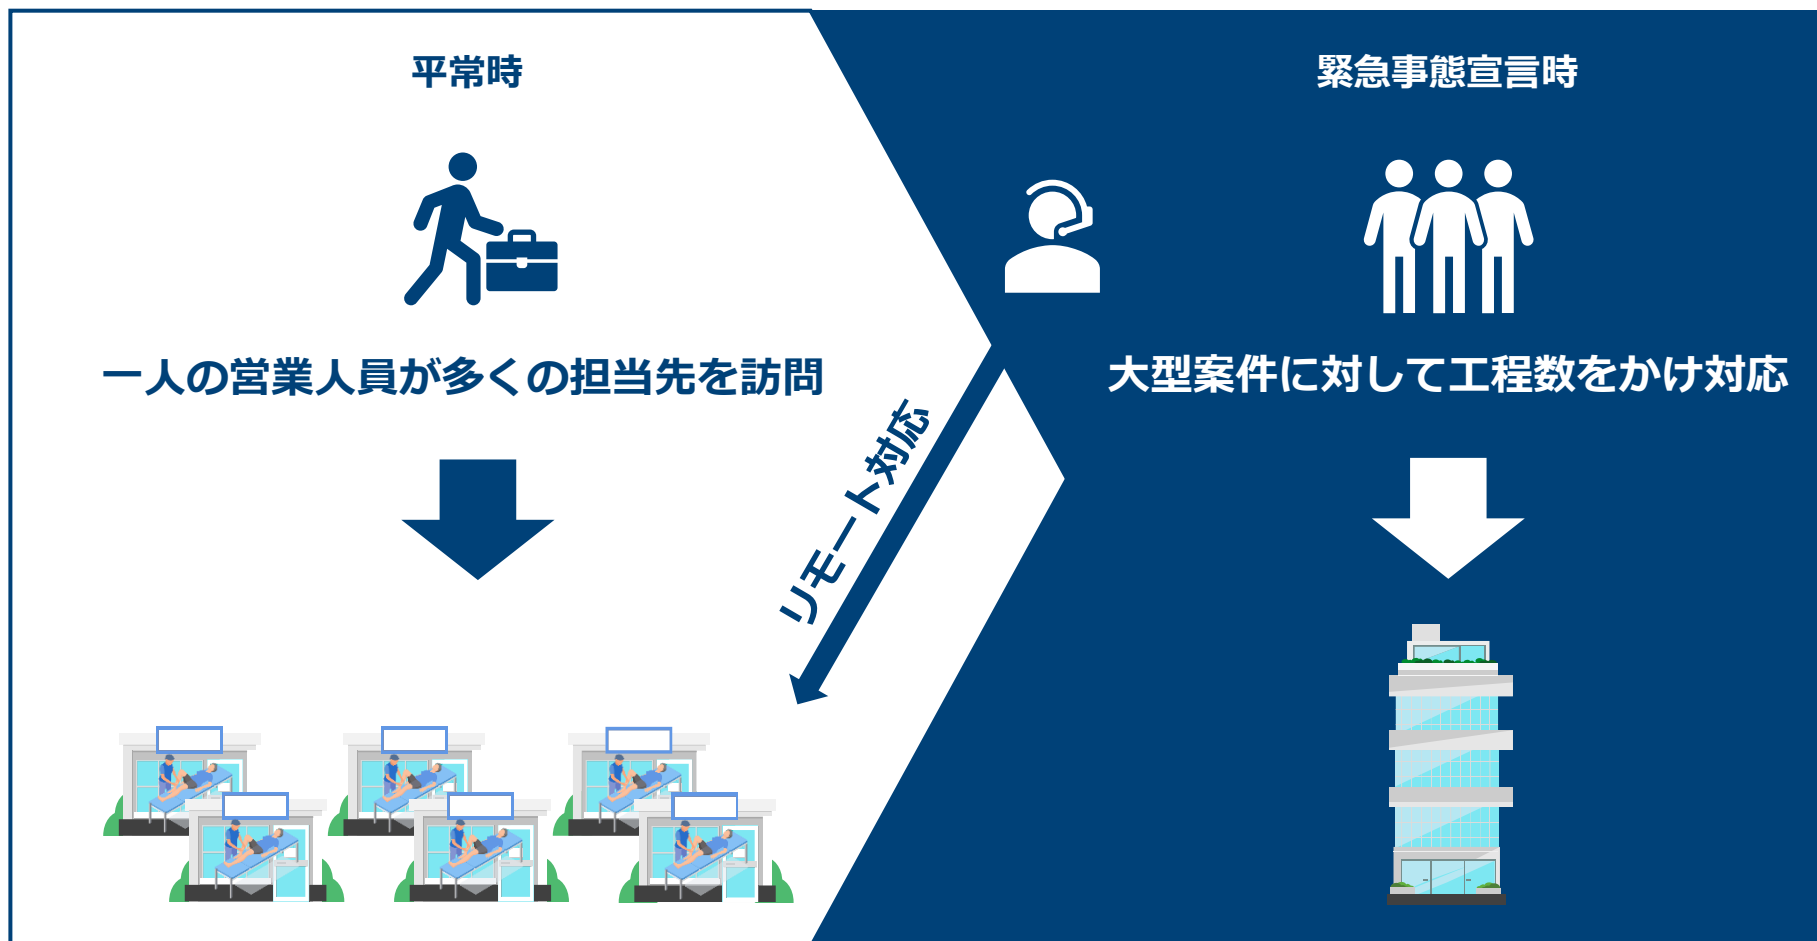 平常時
緊急事態宣言時
一人の営業人員が多くの担当先を訪問
大型案件に対して工程数をかけ対応
リモート対応